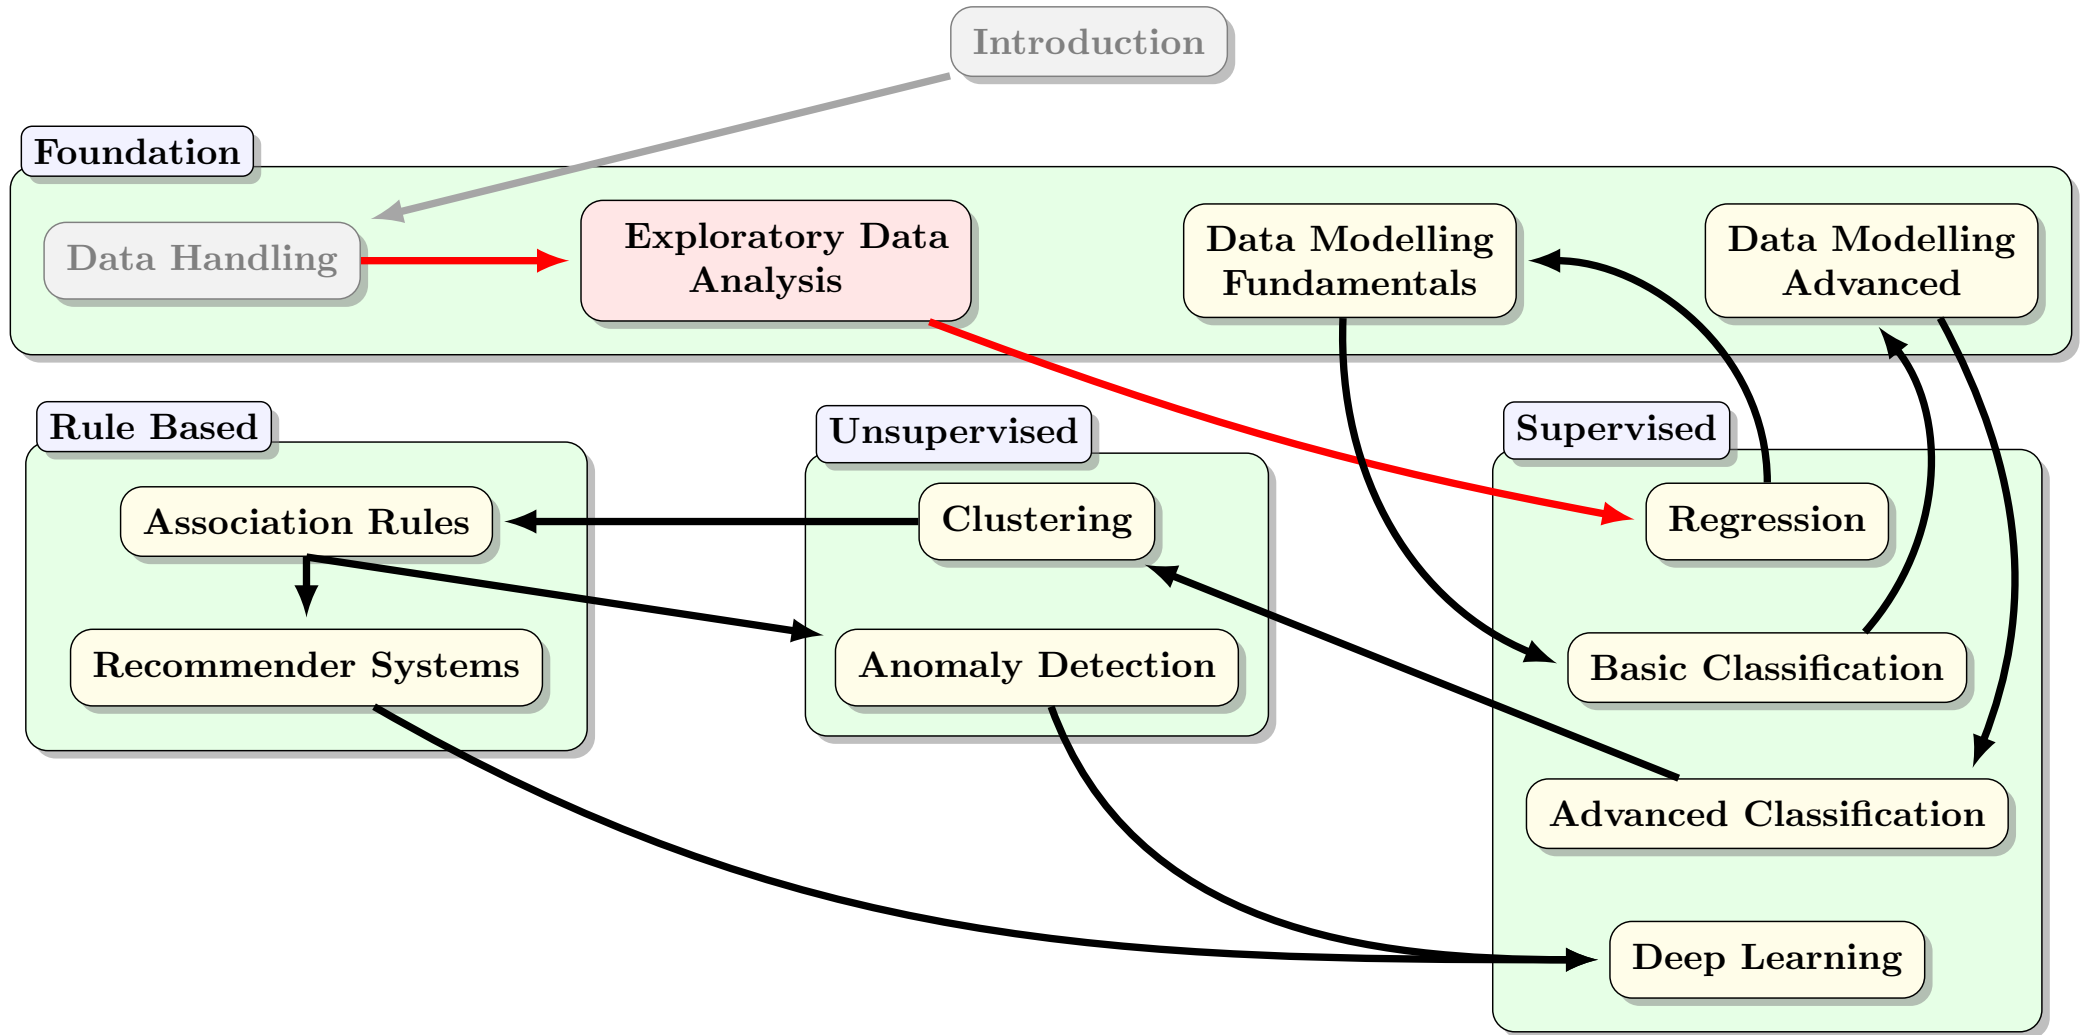 Introduction
Foundation
Data Handling
Exploratory Data
Analysis
Data Modelling
Fundamentals
Data Modelling
Advanced
Rule Based
Association Rules
Recommender Systems
Unsupervised
Clustering
Anomaly Detection
Supervised
Regression
Basic Classification
Advanced Classification
Deep Learning